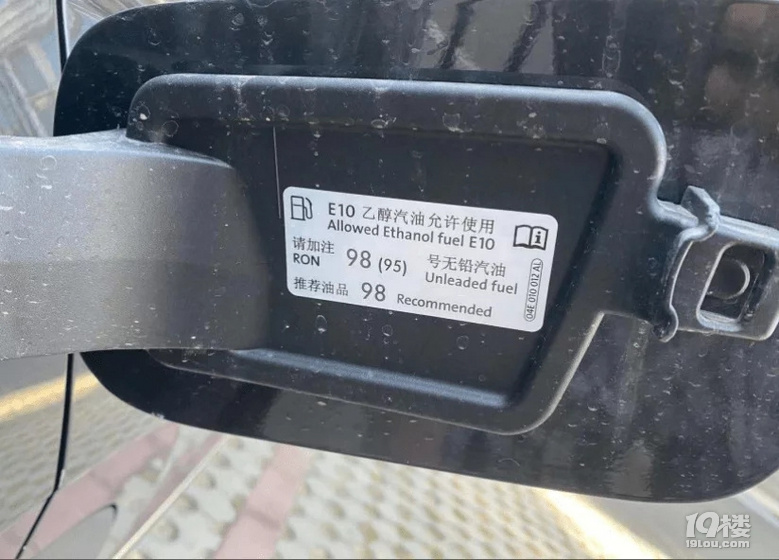 E10 乙醇汽油允许使用
Allowed Ethanol fuel E10
请加注 98 (95) 号无铅汽油
RON Unleaded fuel
推荐油品 98 Recommended
04E 010 012 AL
19楼
19lou.com